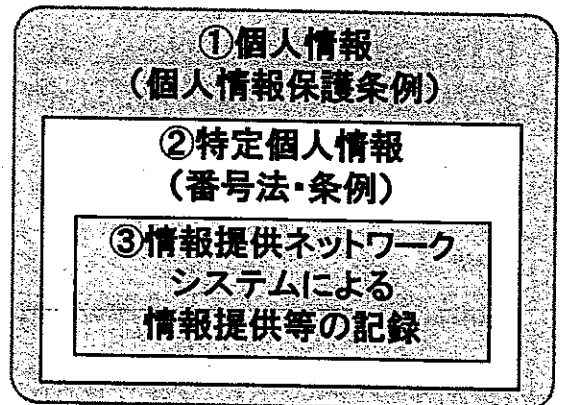 ①個人情報
(個人情報保護条例)
②特定個人情報
(番号法・条例)
③情報提供ネットワーク
システムによる
情報提供等の記録